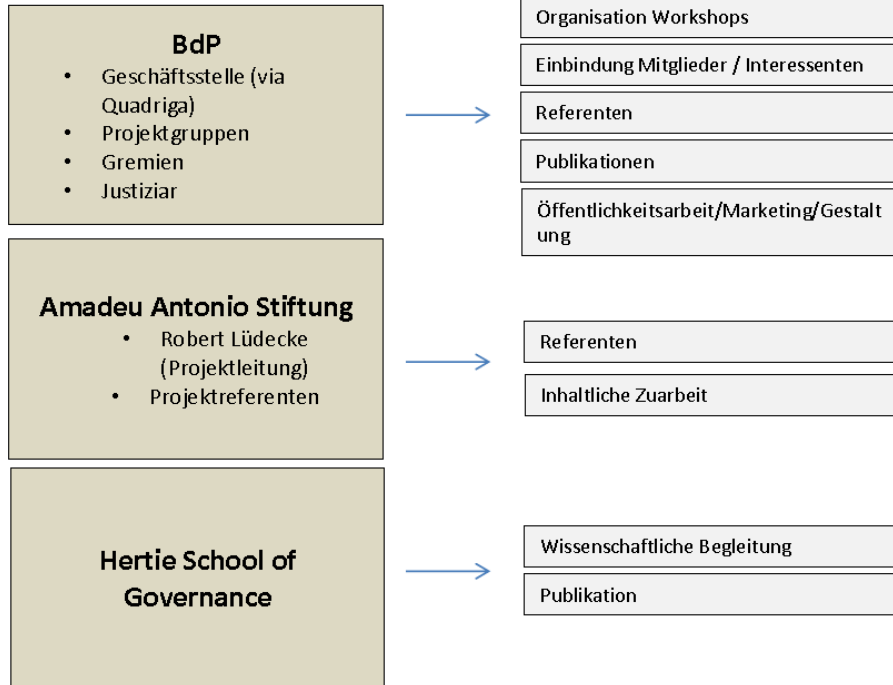 BdP
• Geschäftsstelle (via
Quadriga)
• Projektgruppen
• Gremien
• Justiziar
Organisation Workshops
Einbindung Mitglieder / Interessenten
Referenten
Publikationen
Öffentlichkeitsarbeit/Marketing/Gestalt
ung
Amadeu Antonio Stiftung
• Robert Lüdecke
(Projektleitung)
• Projektreferenten
Referenten
Inhaltliche Zuarbeit
Hertie School of
Governance
Wissenschaftliche Begleitung
Publikation